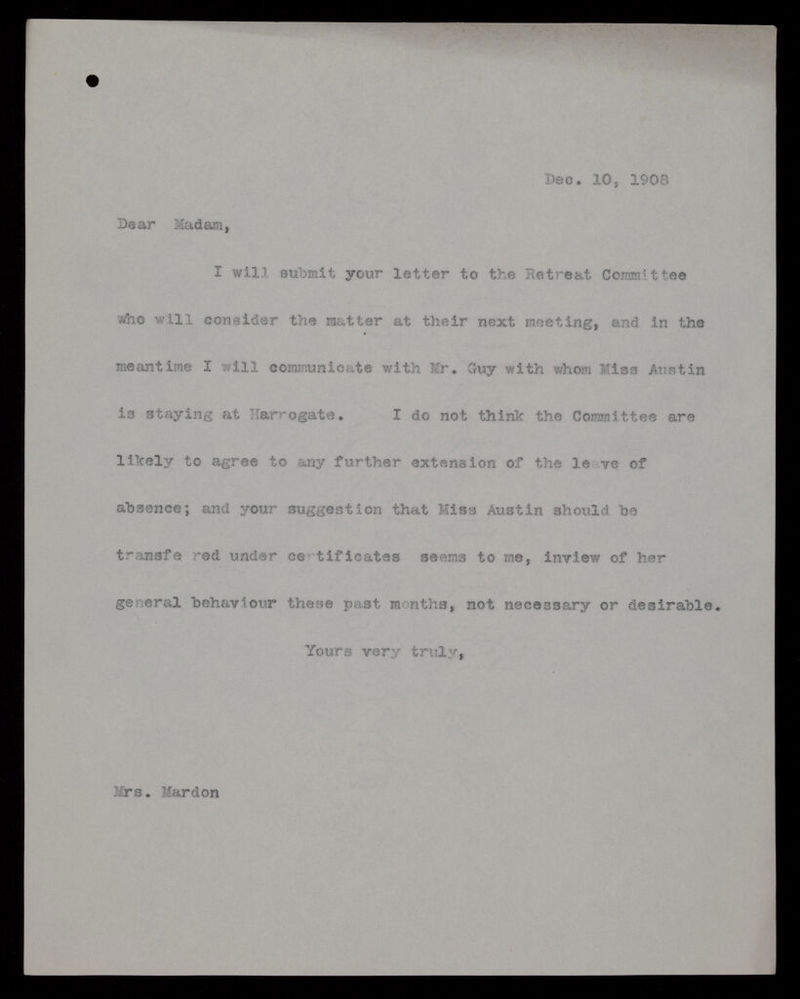 Dec. 10, 1908
Dear Madam,
I will submit your letter to the Retreat Committee
who will consider the matter at their next meeting, and in the
meantime I will communicate with Mr. Guy with whom Miss Austin
is staying at Harrogate. I do not think the Committee are
likely to agree to any further extension of the leave of
absence; and your suggestion that Miss Austin should be
transfe red under certificates seems to me, inview of her
general behaviour these past months, not necessary or desirable.
Yours very truly,
Mrs. Mardon